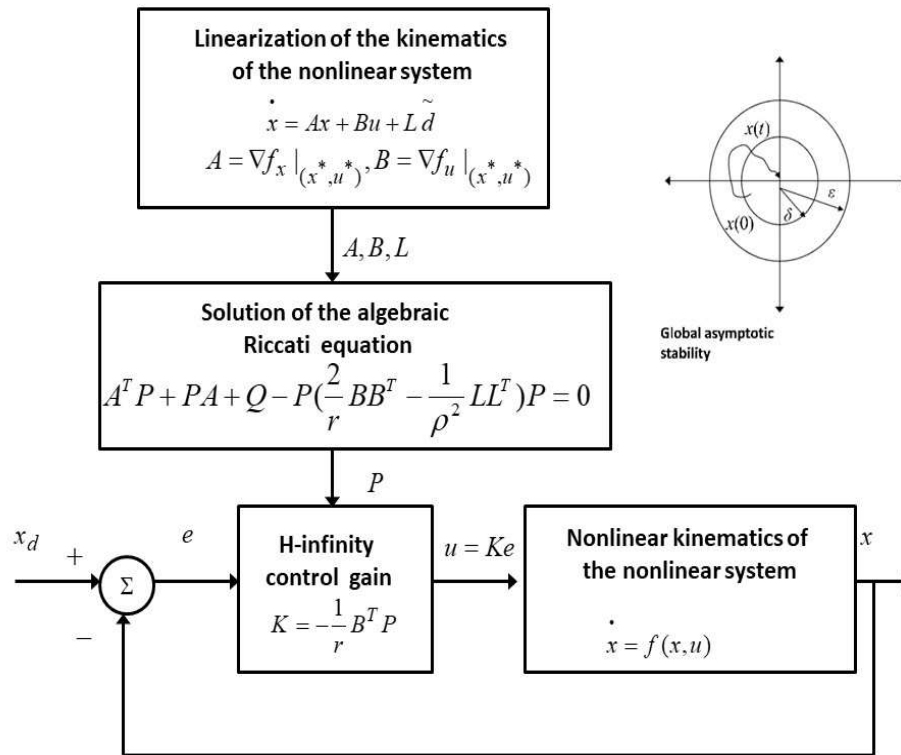 Linearization of the kinematics
of the nonlinear system
ẋ = Ax + Bu + L d̃
A = ∇f_x |_(x*,u*), B = ∇f_u |_(x*,u*)
x(t)
ε
δ
x(0)
A, B, L
Solution of the algebraic
Riccati equation
A^T P + PA + Q − P(2/r BB^T − 1/ρ² LL^T)P = 0
Global asymptotic
stability
P
x_d
+
−
Σ
e
H-infinity
control gain
K = −1/r B^T P
u = Ke
Nonlinear kinematics of
the nonlinear system
ẋ = f(x,u)
x